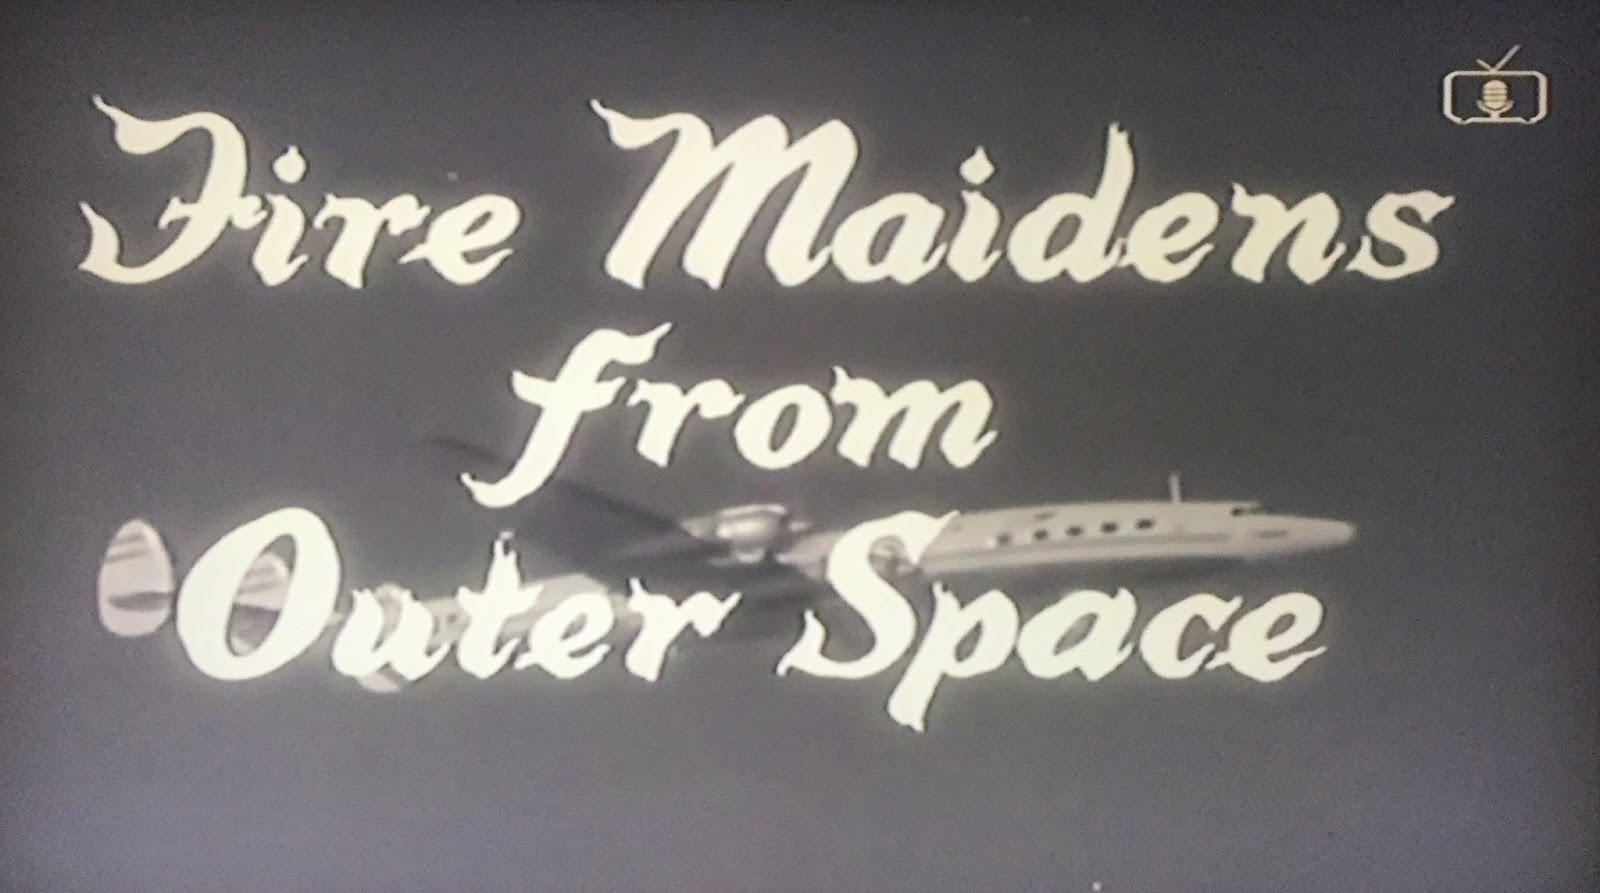 Fire Maidens
from
Outer Space